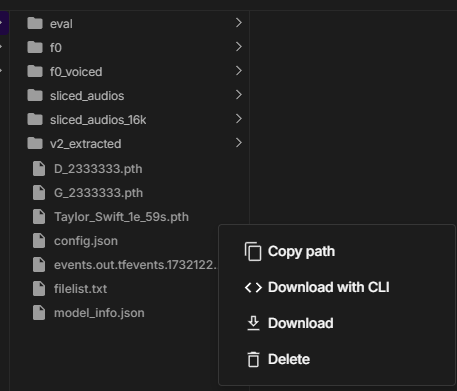 eval
f0
f0_voiced
sliced_audios
sliced_audios_16k
v2_extracted
D_2333333.pth
G_2333333.pth
Taylor_Swift_1e_59s.pth
config.json
events.out.tfevents.1732122.
filelist.txt
model_info.json
Copy path
Download with CLI
Download
Delete